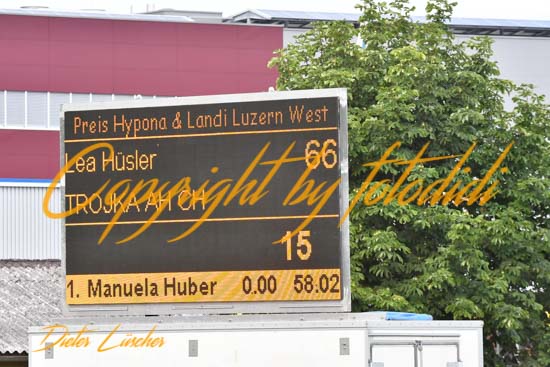 Preis Hypona & Landi Luzern West
Lea Hüsler 66
TROJKA AH CH
Copyright by fotodidi
15
1. Manuela Huber 0.00 58.02
Dieter Lüscher